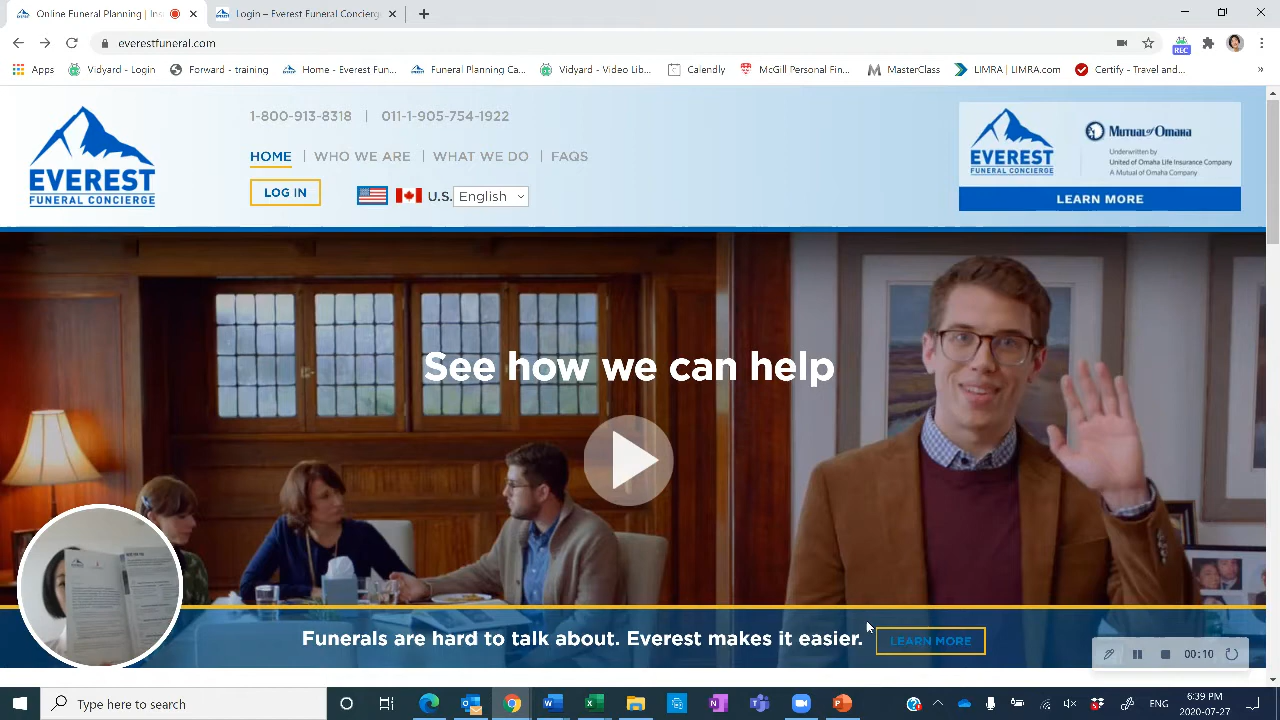 Online Funeral Planning | Ins
Login – Everest Funeral Concierg
everestfuneral.com
REC
Apps
Vidyard - Login
Forward - training
Home - Everest Fun...
Funeral Planning Ca...
Vidyard - Video Lib...
Calendly
McGill Personal Fin...
MasterClass
LIMRA | LIMRA.com
Certify - Travel and...
»
1-800-913-8318 | 011-1-905-754-1922
HOME | WHO WE ARE | WHAT WE DO | FAQS
LOG IN
U.S.
English
EVEREST
FUNERAL CONCIERGE
EVEREST
FUNERAL CONCIERGE
Mutual of Omaha
Underwritten by
United of Omaha Life Insurance Company
A Mutual of Omaha Company
LEARN MORE
See how we can help
Funerals are hard to talk about. Everest makes it easier.
LEARN MORE
00:10
Type here to search
ENG
6:39 PM
2020-07-27